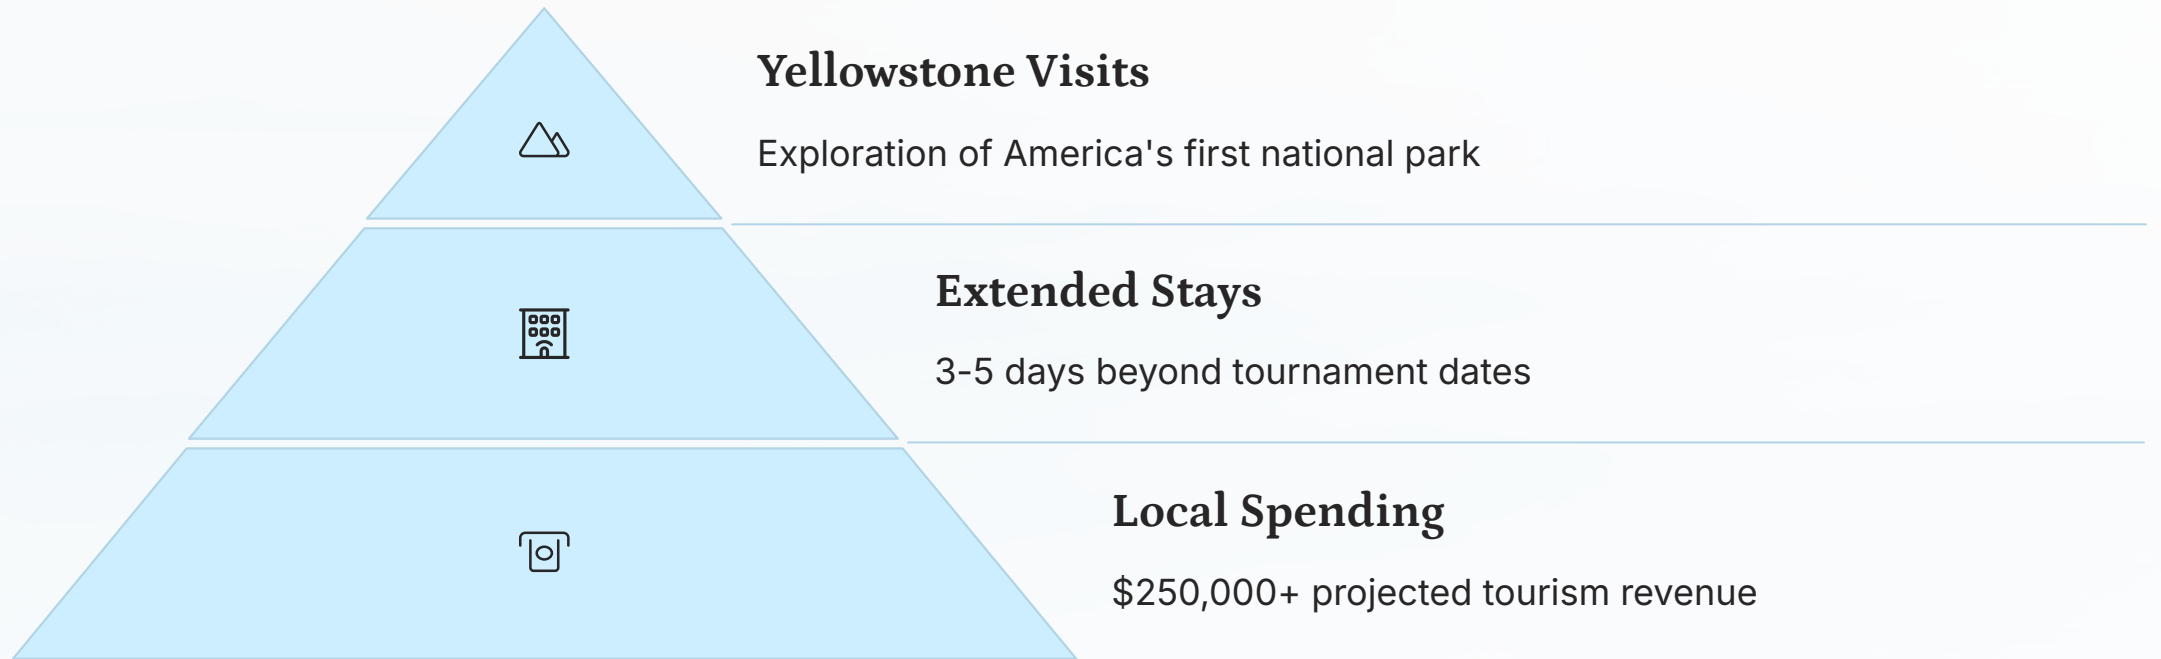 Yellowstone Visits
Exploration of America's first national park
Extended Stays
3-5 days beyond tournament dates
Local Spending
$250,000+ projected tourism revenue